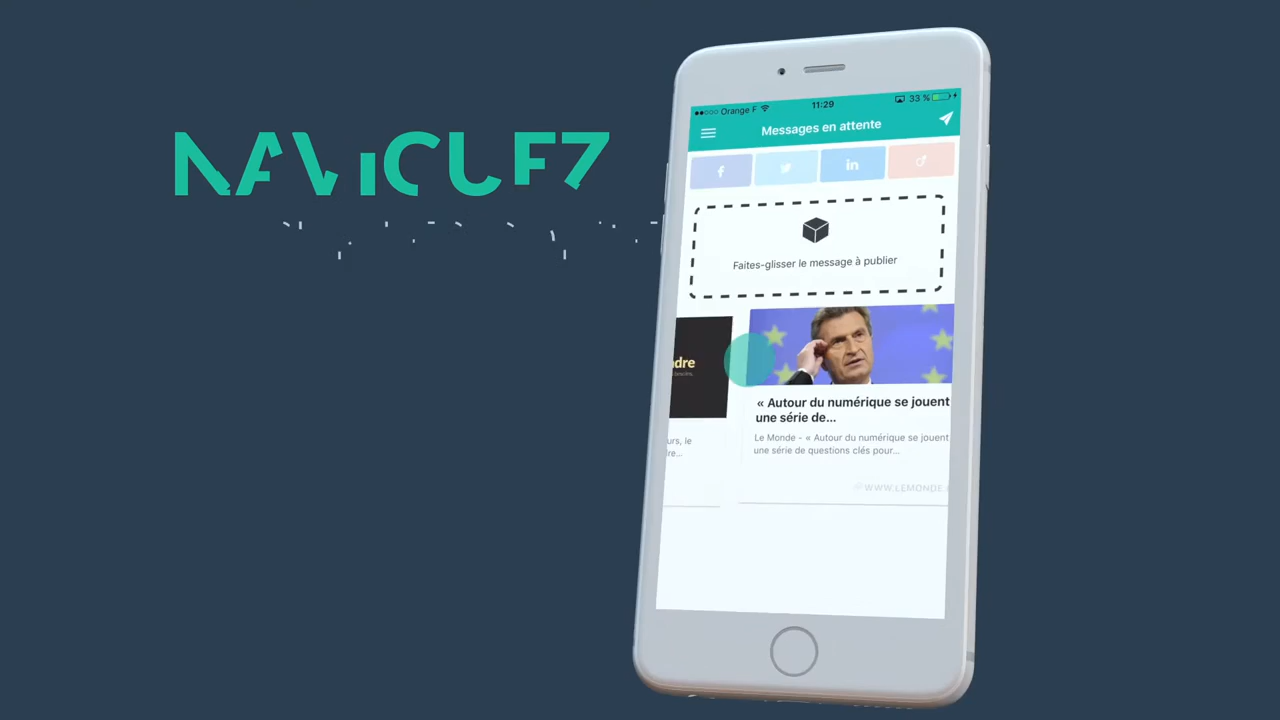 Orange F 11:29 33 %
Messages en attente
f in
Faites-glisser le message à publier
« Autour du numérique se jouent
une série de...
Le Monde - « Autour du numérique se jouent
une série de questions clés pour...
WWW.LEMONDE.